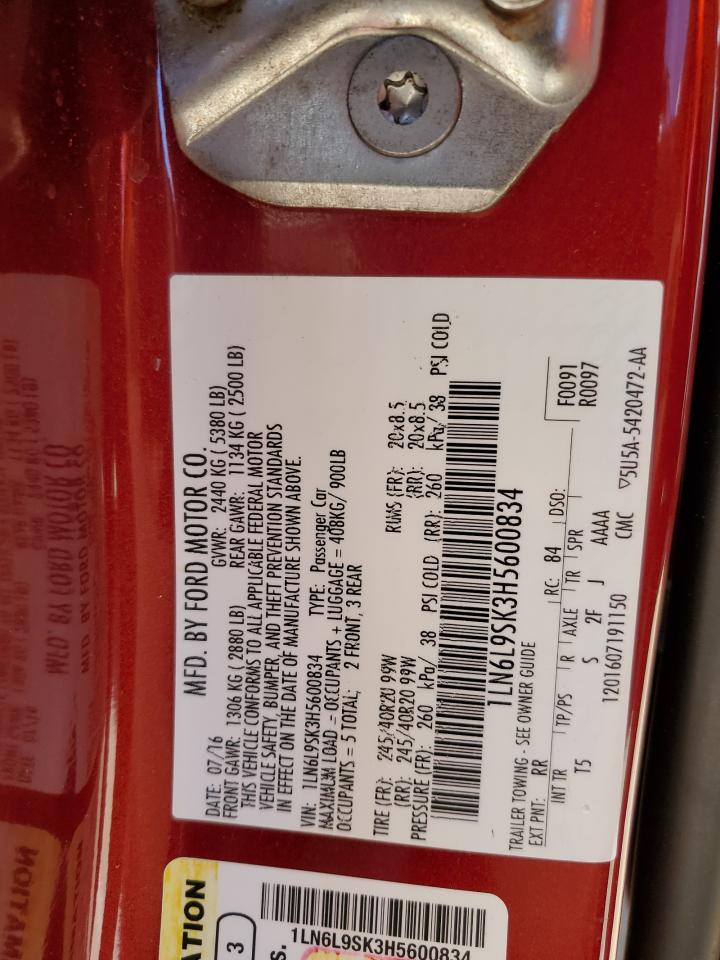 MFD. BY FORD MOTOR CO.
DATE: 07/16 GVWR: 2440 KG ( 5380 LB)
FRONT GAWR: 1306 KG ( 2880 LB) REAR GAWR: 1134 KG ( 2500 LB)
THIS VEHICLE CONFORMS TO ALL APPLICABLE FEDERAL MOTOR
VEHICLE SAFETY, BUMPER, AND THEFT PREVENTION STANDARDS
IN EFFECT ON THE DATE OF MANUFACTURE SHOWN ABOVE.
VIN: 1LN6L9SK3H5600834 TYPE: Passenger Car
MAXIMUM LOAD = OCCUPANTS + LUGGAGE = 408KG/ 900LB
OCCUPANTS = 5 TOTAL: 2 FRONT, 3 REAR
TIRE (FR): 245/40R20 99W RIMS (FR): 20x8.5
(RR): 245/40R20 99W (RR): 20x8.5
PRESSURE (FR): 260 kPa/ 38 PSI COLD (RR): 260 kPa/ 38 PSI COLD
1LN6L9SK3H5600834
TRAILER TOWING - SEE OWNER GUIDE
EXT PNT: RR RC: 84 DSO: F0091
R0097
INT TR TP/PS R AXLE TR SPR
T5 S 2F J AAAA
1201607191150 CMC ▽5U5A-5420472-AA
ATION
3
s.
1LN6L9SK3H5600834